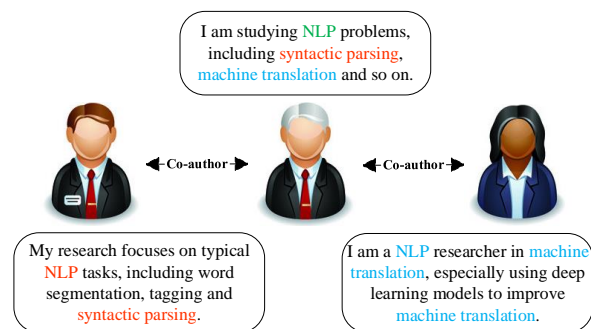 I am studying NLP problems,
including syntactic parsing,
machine translation and so on.
Co-author
Co-author
My research focuses on typical
NLP tasks, including word
segmentation, tagging and
syntactic parsing.
I am a NLP researcher in machine
translation, especially using deep
learning models to improve
machine translation.